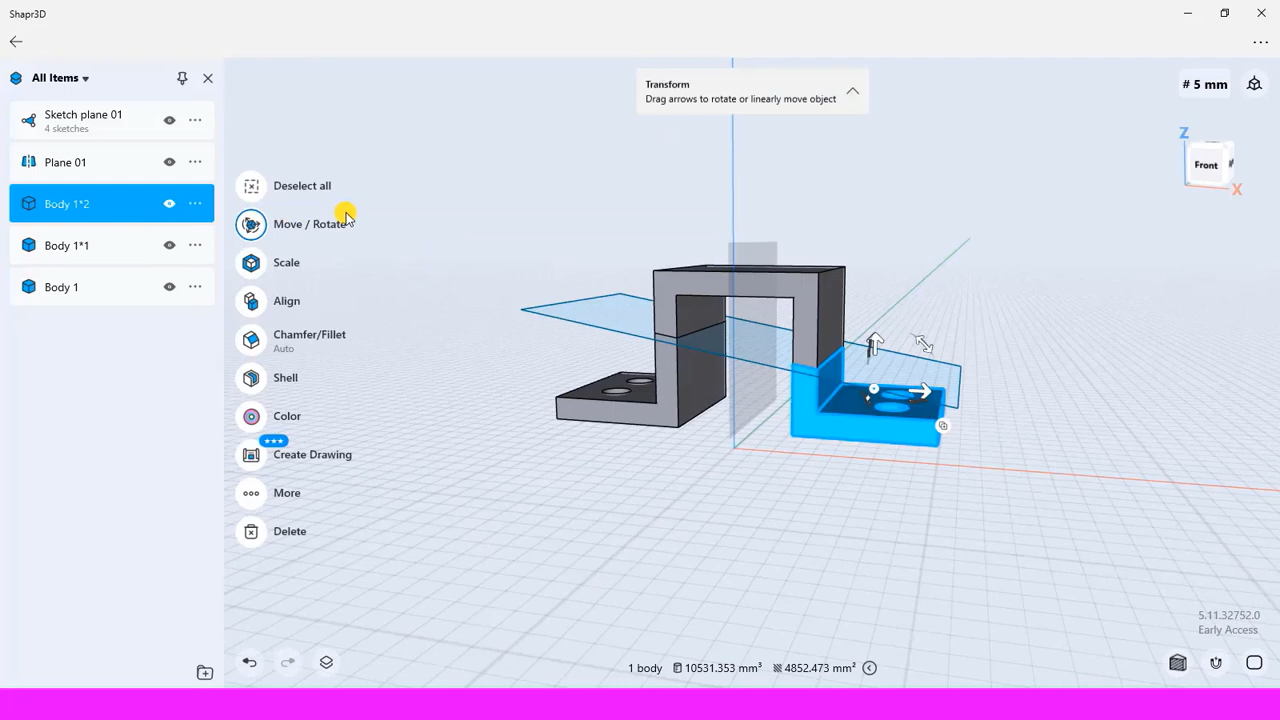 Shapr3D
All Items
Sketch plane 01
4 sketches
Plane 01
Body 1*2
Body 1*1
Body 1
Deselect all
Move / Rotate
Scale
Align
Chamfer/Fillet
Auto
Shell
Color
Create Drawing
More
Delete
Transform
Drag arrows to rotate or linearly move object
# 5 mm
Z
Front
X
5.11.32752.0
Early Access
1 body 10531.353 mm³ 4852.473 mm²